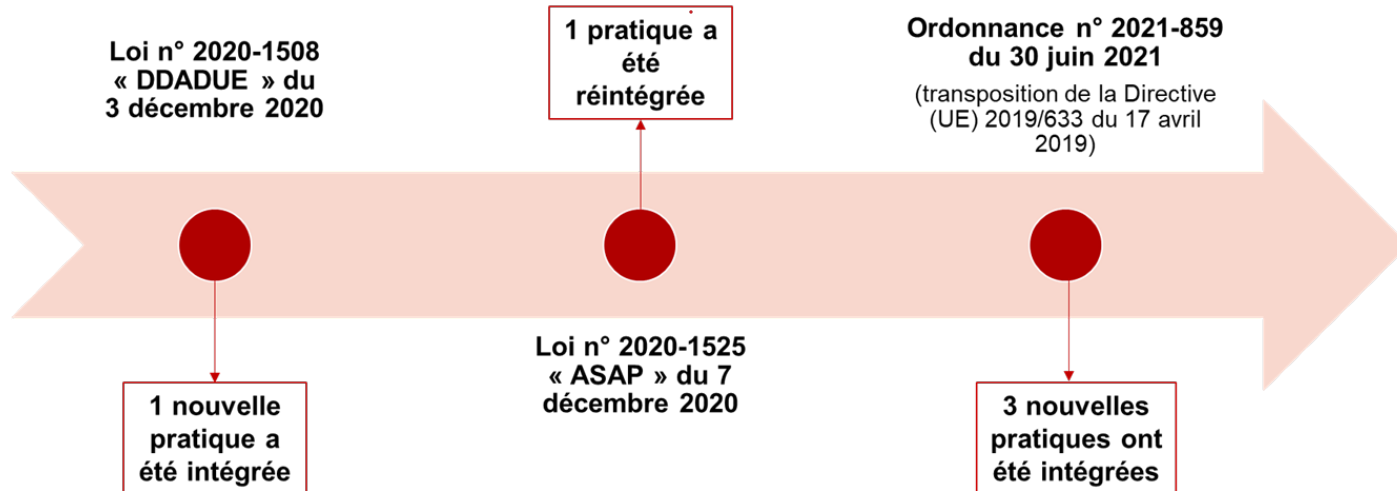 Loi n° 2020-1508
« DDADUE » du
3 décembre 2020
1 nouvelle
pratique a
été intégrée
1 pratique a
été
réintégrée
Loi n° 2020-1525
« ASAP » du 7
décembre 2020
Ordonnance n° 2021-859
du 30 juin 2021
(transposition de la Directive
(UE) 2019/633 du 17 avril
2019)
3 nouvelles
pratiques ont
été intégrées